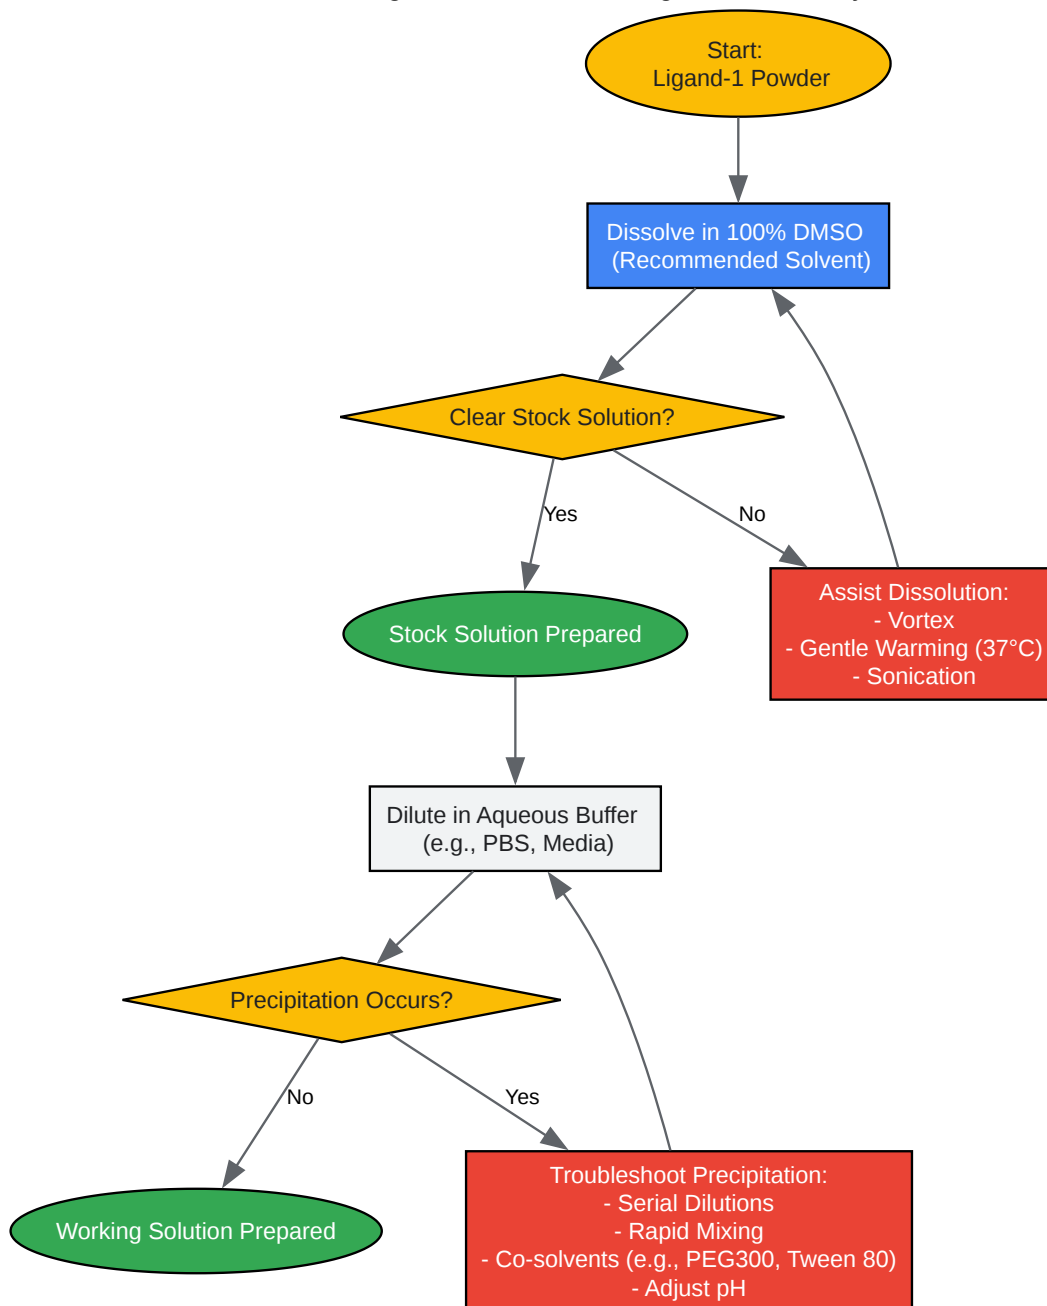 Start:
Ligand-1 Powder
Dissolve in 100% DMSO
(Recommended Solvent)
Clear Stock Solution?
Yes
No
Assist Dissolution:
- Vortex
- Gentle Warming (37°C)
- Sonication
Stock Solution Prepared
Dilute in Aqueous Buffer
(e.g., PBS, Media)
Precipitation Occurs?
No
Yes
Troubleshoot Precipitation:
- Serial Dilutions
- Rapid Mixing
- Co-solvents (e.g., PEG300, Tween 80)
- Adjust pH
Working Solution Prepared